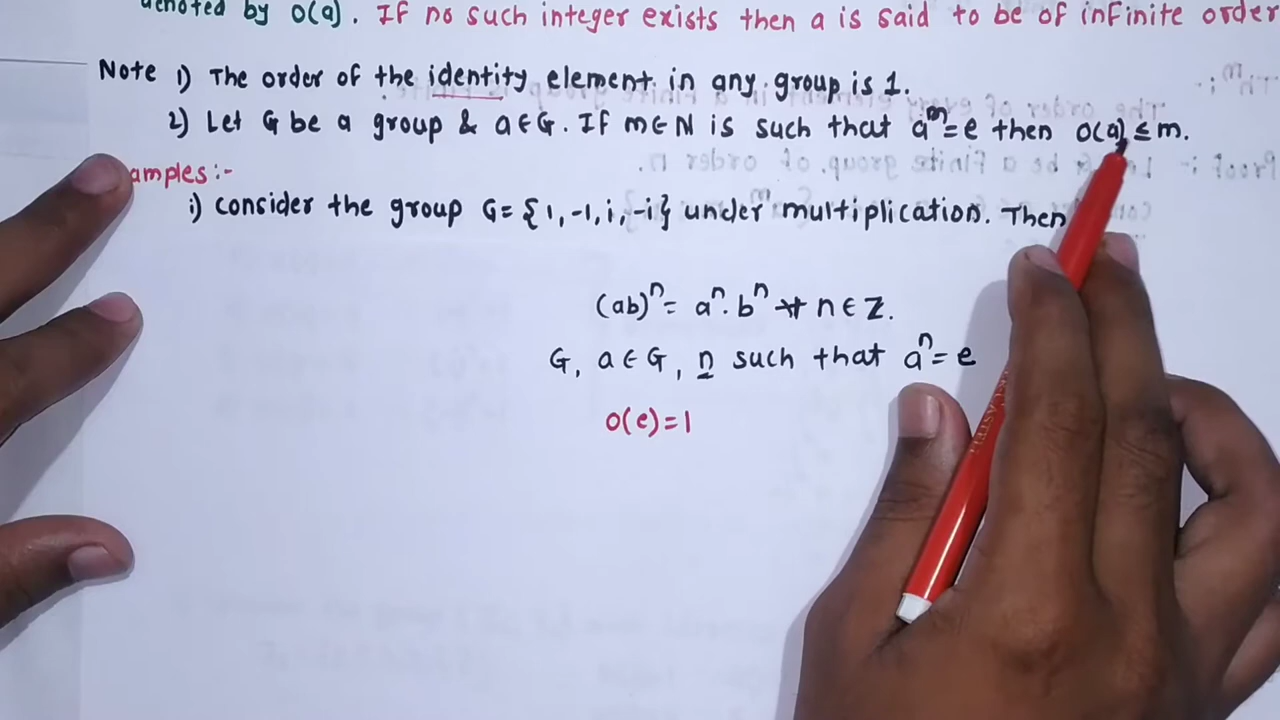 denoted by o(a). If no such integer exists then a is said to be of infinite order
Note 1) The order of the identity element in any group is 1.
2) Let G be a group & a∈G. If m∈N is such that a^m=e then o(a)≤m.
amples:-
i) consider the group G={1,-1,i,-i} under multiplication. Then
(ab)^n = a^n.b^n ∀ n∈Z.
G, a∈G, n such that a^n=e
o(e)=1